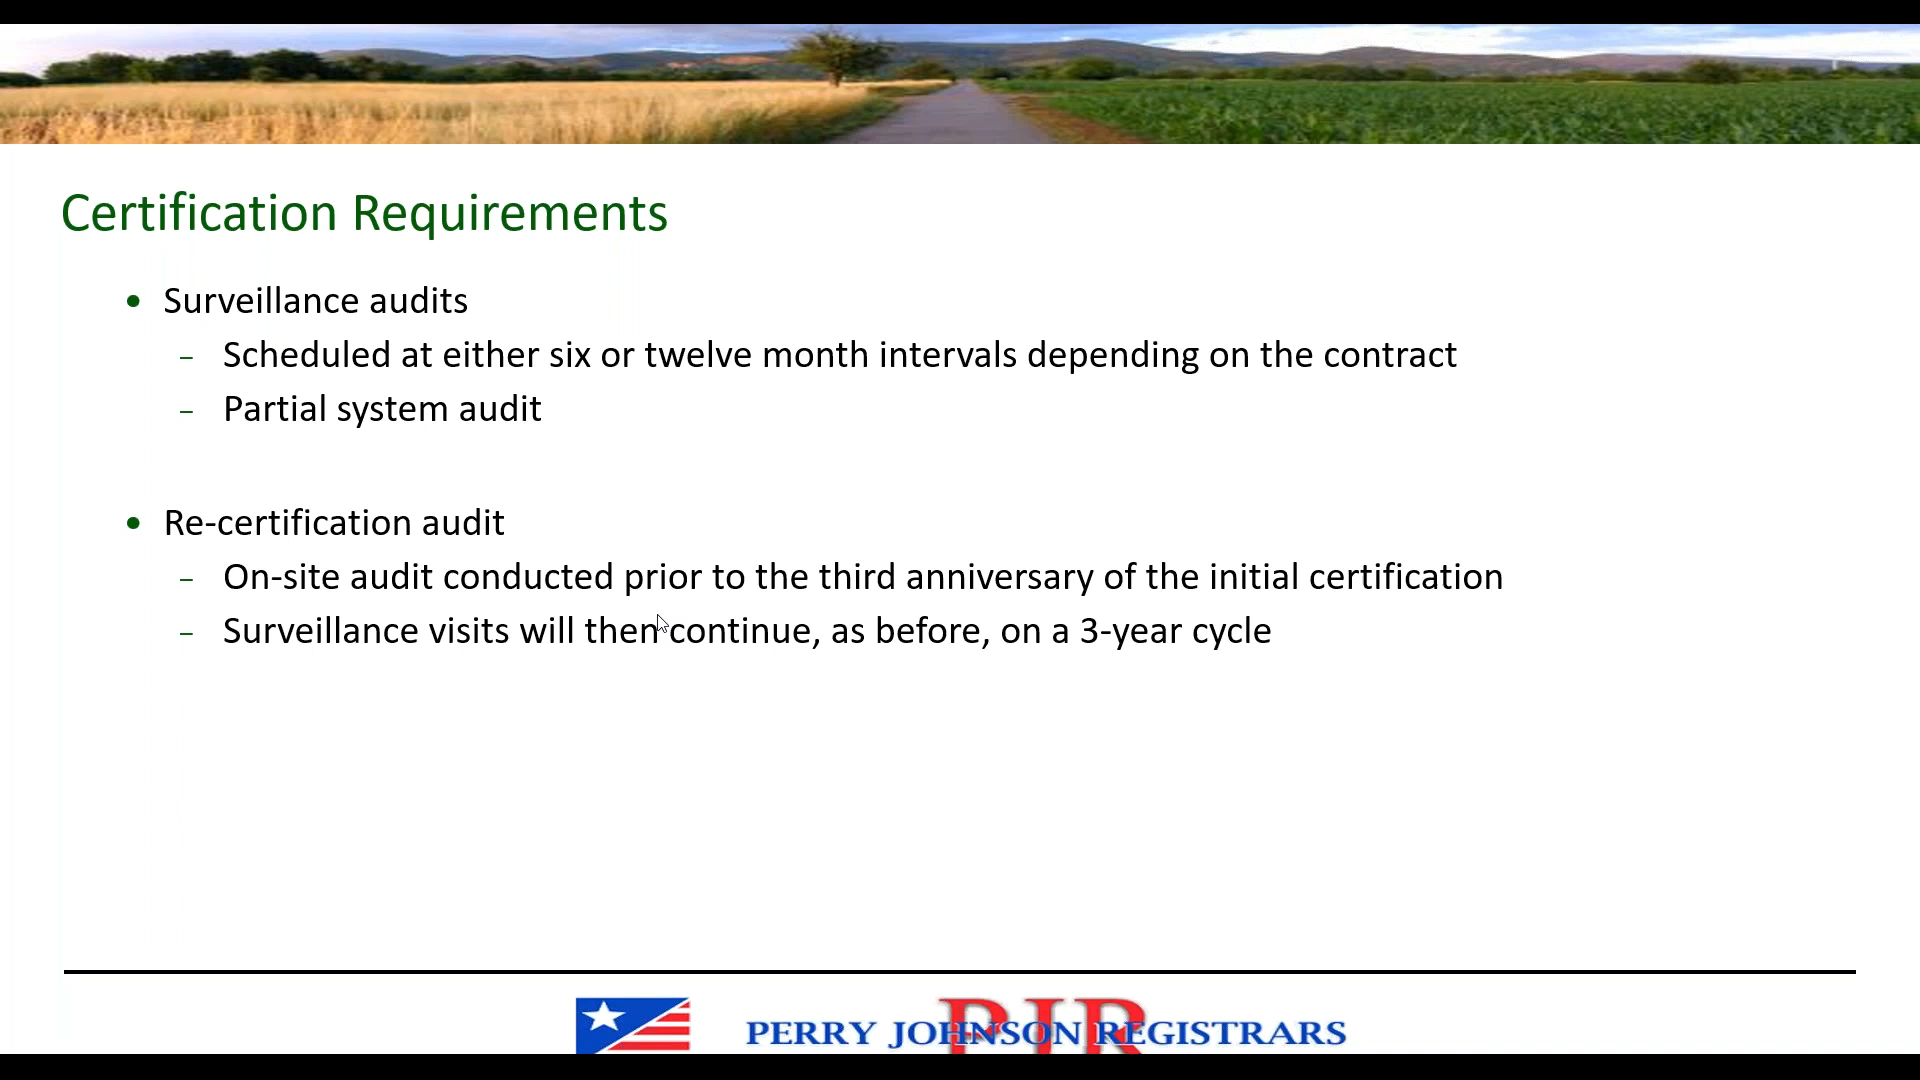 Certification Requirements
• Surveillance audits
– Scheduled at either six or twelve month intervals depending on the contract
– Partial system audit
• Re-certification audit
– On-site audit conducted prior to the third anniversary of the initial certification
– Surveillance visits will then continue, as before, on a 3-year cycle
PJR
PERRY JOHNSON REGISTRARS